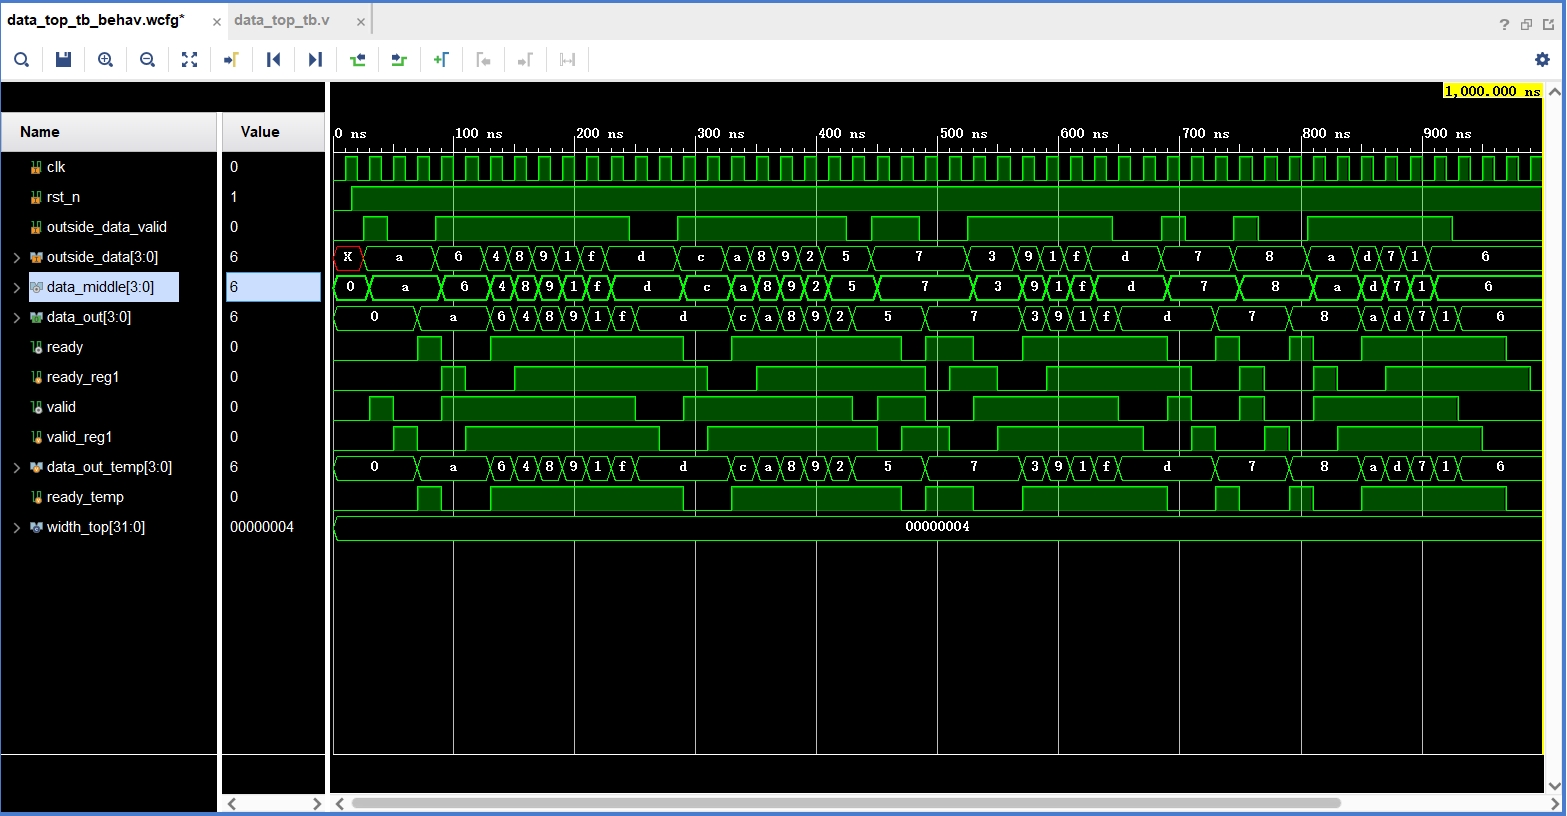 data_top_tb_behav.wcfg* × data_top_tb.v ×
?
1,000.000 ns
Name Value
0 ns 100 ns 200 ns 300 ns 400 ns 500 ns 600 ns 700 ns 800 ns 900 ns
clk 0
rst_n 1
outside_data_valid 0
outside_data[3:0] 6 X a 6 4 8 9 1 f d c a 8 9 2 5 7 3 9 1 f d 7 8 a d 7 1 6
data_middle[3:0] 6 0 a 6 4 8 9 1 f d c a 8 9 2 5 7 3 9 1 f d 7 8 a d 7 1 6
data_out[3:0] 6 0 a 6 4 8 9 1 f d c a 8 9 2 5 7 3 9 1 f d 7 8 a d 7 1 6
ready 0
ready_reg1 0
valid 0
valid_reg1 0
data_out_temp[3:0] 6 0 a 6 4 8 9 1 f d c a 8 9 2 5 7 3 9 1 f d 7 8 a d 7 1 6
ready_temp 0
width_top[31:0] 00000004 00000004